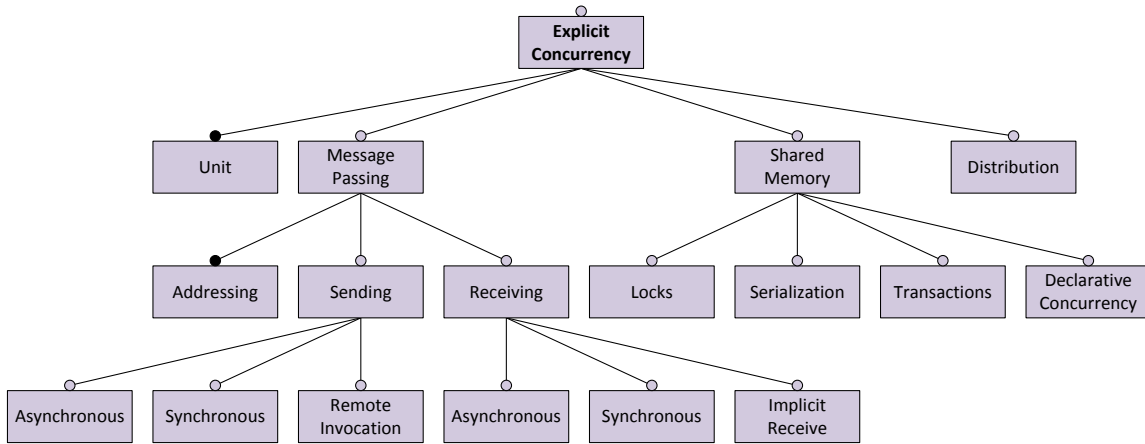 Explicit
Concurrency
Unit
Message
Passing
Shared
Memory
Distribution
Addressing
Sending
Receiving
Locks
Serialization
Transactions
Declarative
Concurrency
Asynchronous
Synchronous
Remote
Invocation
Asynchronous
Synchronous
Implicit
Receive